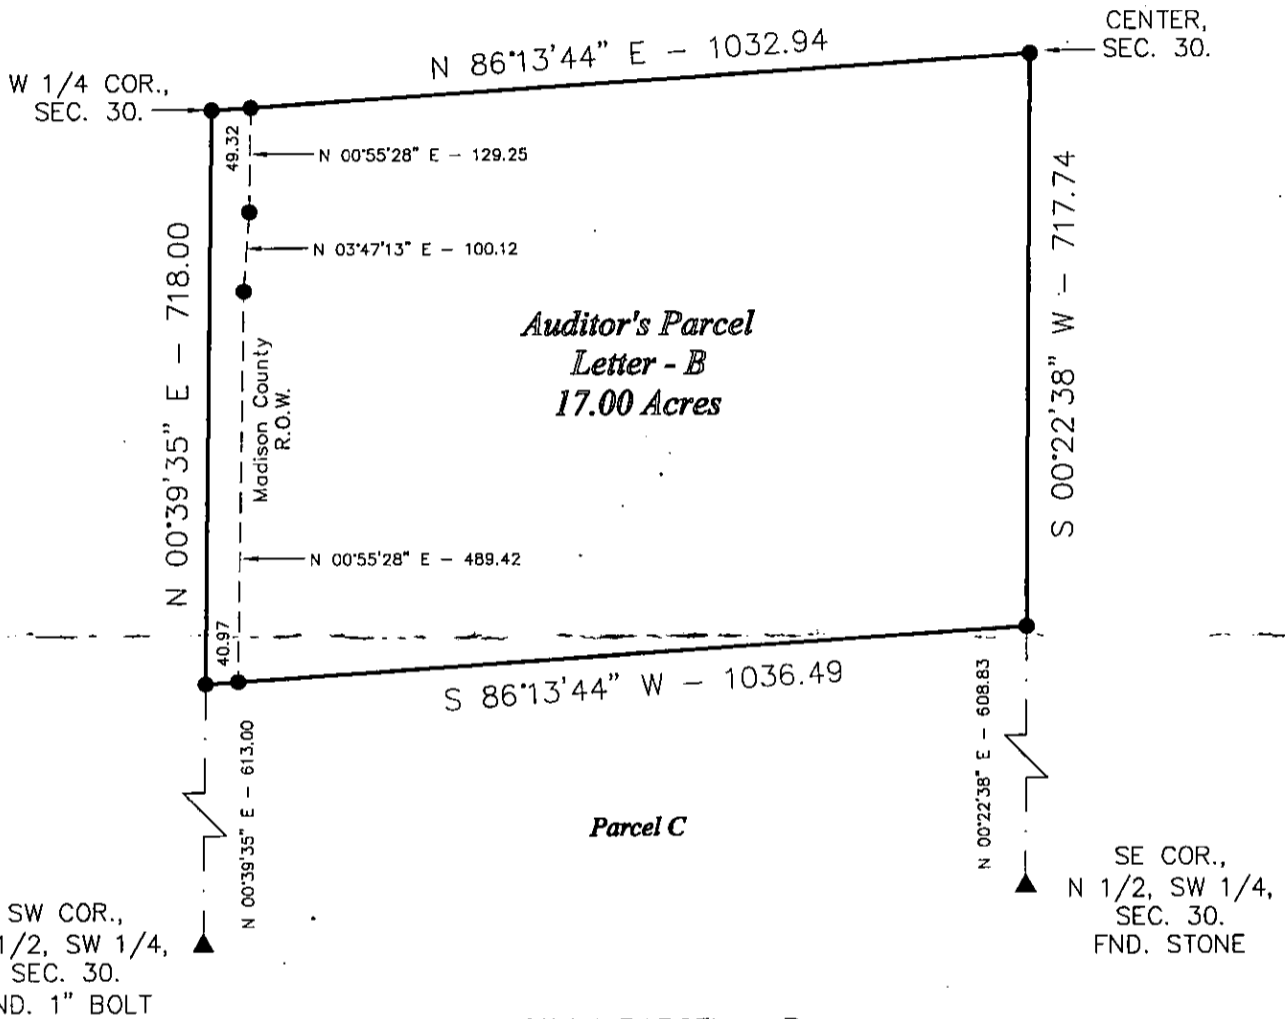 CENTER,
SEC. 30.
N 86°13'44" E - 1032.94
W 1/4 COR.,
SEC. 30.
49.32
N 00°55'28" E - 129.25
N 03°47'13" E - 100.12
N 00°39'35" E - 718.00
S 00°22'38" W - 717.74
Auditor's Parcel
Letter - B
17.00 Acres
Madison County
R.O.W.
N 00°55'28" E - 489.42
40.97
S 86°13'44" W - 1036.49
N 00°39'35" E - 613.00
N 00°22'38" E - 608.83
Parcel C
SE COR.,
N 1/2, SW 1/4,
SEC. 30.
FND. STONE
SW COR.,
1/2, SW 1/4,
SEC. 30.
ND. 1" BOLT